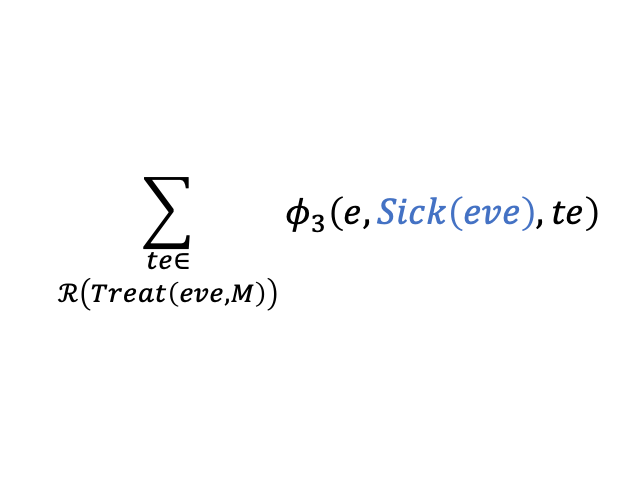 ∑ ϕ₃(e, Sick(eve), te)
te∈
ℛ(Treat(eve,M))